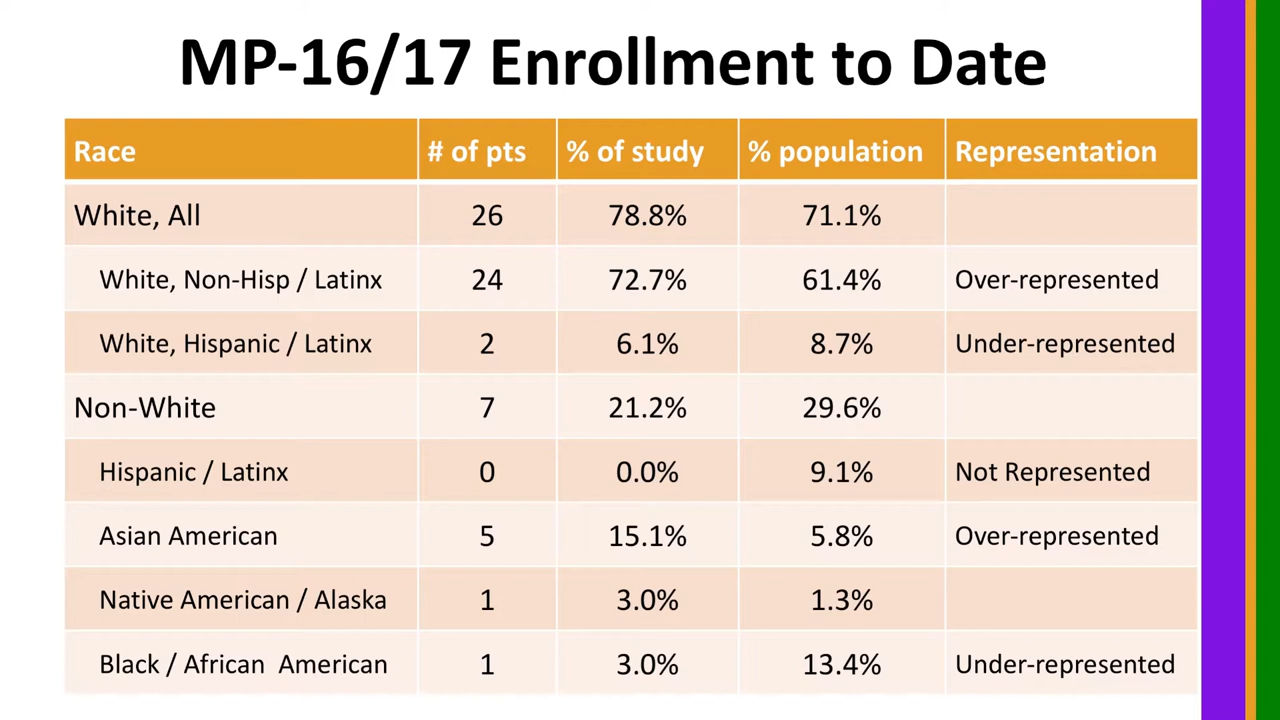 MP-16/17 Enrollment to Date
Race # of pts % of study % population Representation
White, All 26 78.8% 71.1%
White, Non-Hisp / Latinx 24 72.7% 61.4% Over-represented
White, Hispanic / Latinx 2 6.1% 8.7% Under-represented
Non-White 7 21.2% 29.6%
Hispanic / Latinx 0 0.0% 9.1% Not Represented
Asian American 5 15.1% 5.8% Over-represented
Native American / Alaska 1 3.0% 1.3%
Black / African American 1 3.0% 13.4% Under-represented